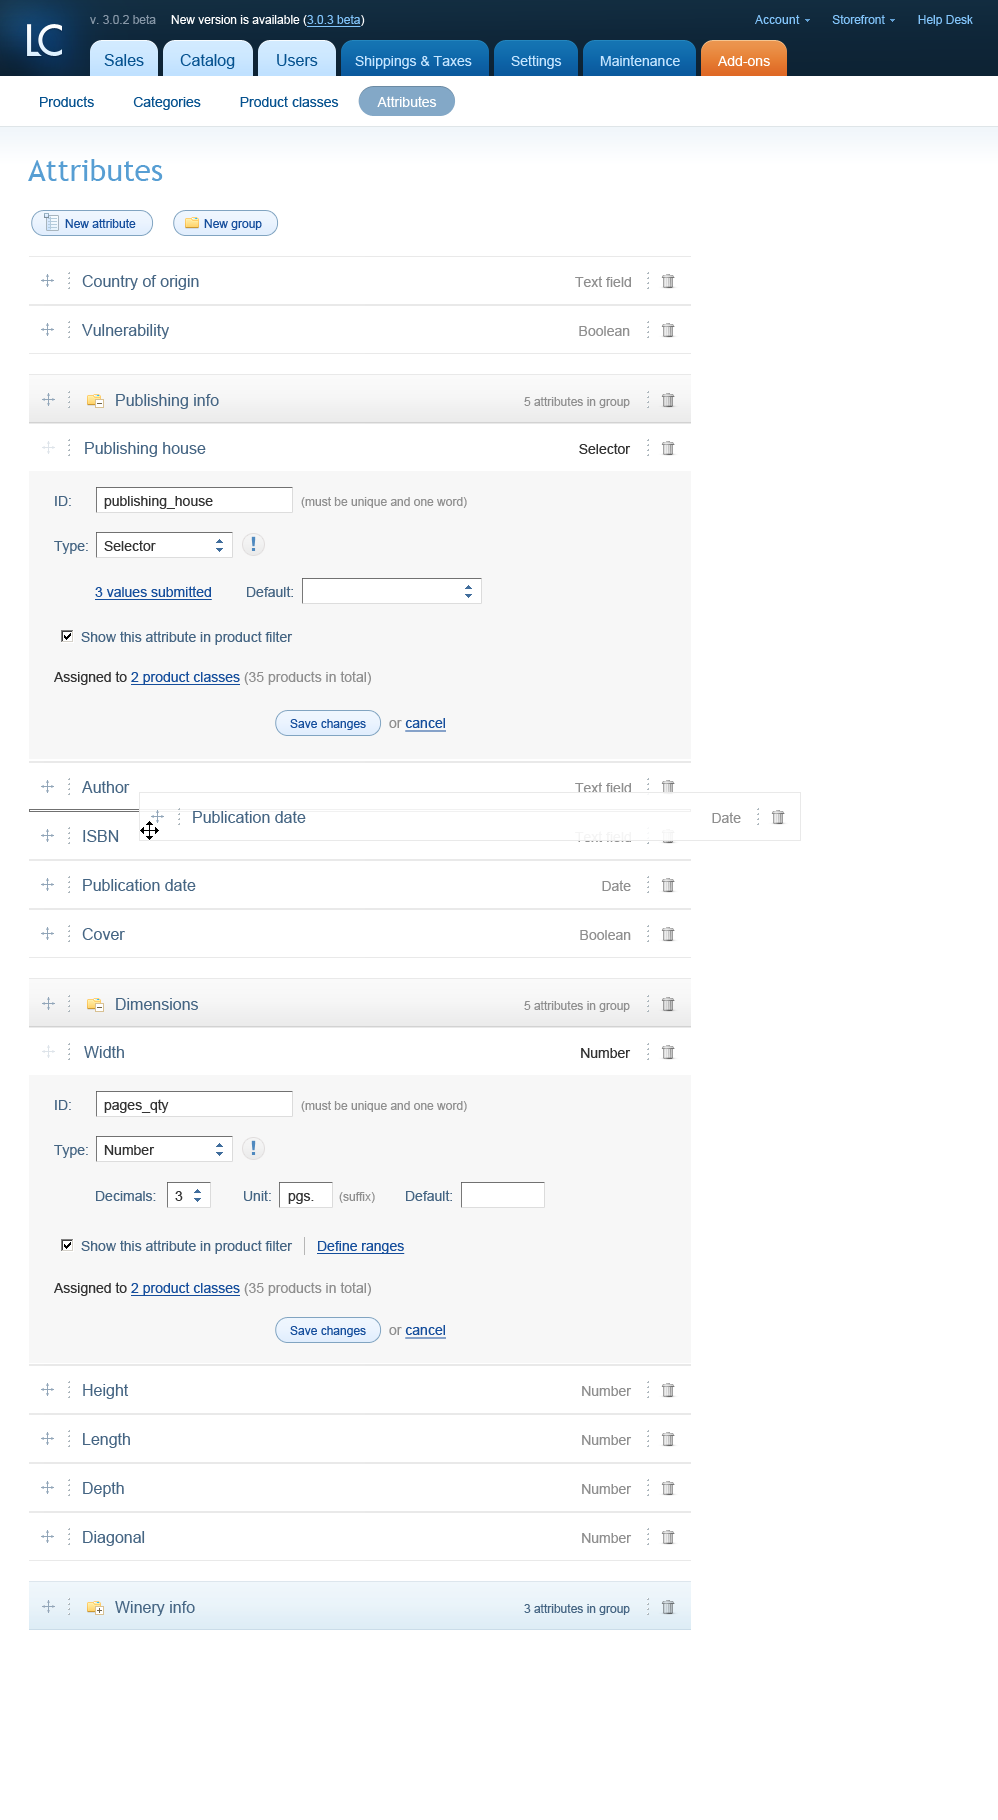 LC
v. 3.0.2 beta New version is available (3.0.3 beta) Account Storefront Help Desk
Sales Catalog Users Shippings & Taxes Settings Maintenance Add-ons
Products Categories Product classes Attributes
Attributes
New attribute New group
Country of origin Text field
Vulnerability Boolean
Publishing info 5 attributes in group
Publishing house Selector
ID: publishing_house (must be unique and one word)
Type: Selector !
3 values submitted Default:
Show this attribute in product filter
Assigned to 2 product classes (35 products in total)
Save changes or cancel
Author Text field
Publication date Date
ISBN Text field
Publication date Date
Cover Boolean
Dimensions 5 attributes in group
Width Number
ID: pages_qty (must be unique and one word)
Type: Number !
Decimals: 3 Unit: pgs. (suffix) Default:
Show this attribute in product filter Define ranges
Assigned to 2 product classes (35 products in total)
Save changes or cancel
Height Number
Length Number
Depth Number
Diagonal Number
Winery info 3 attributes in group